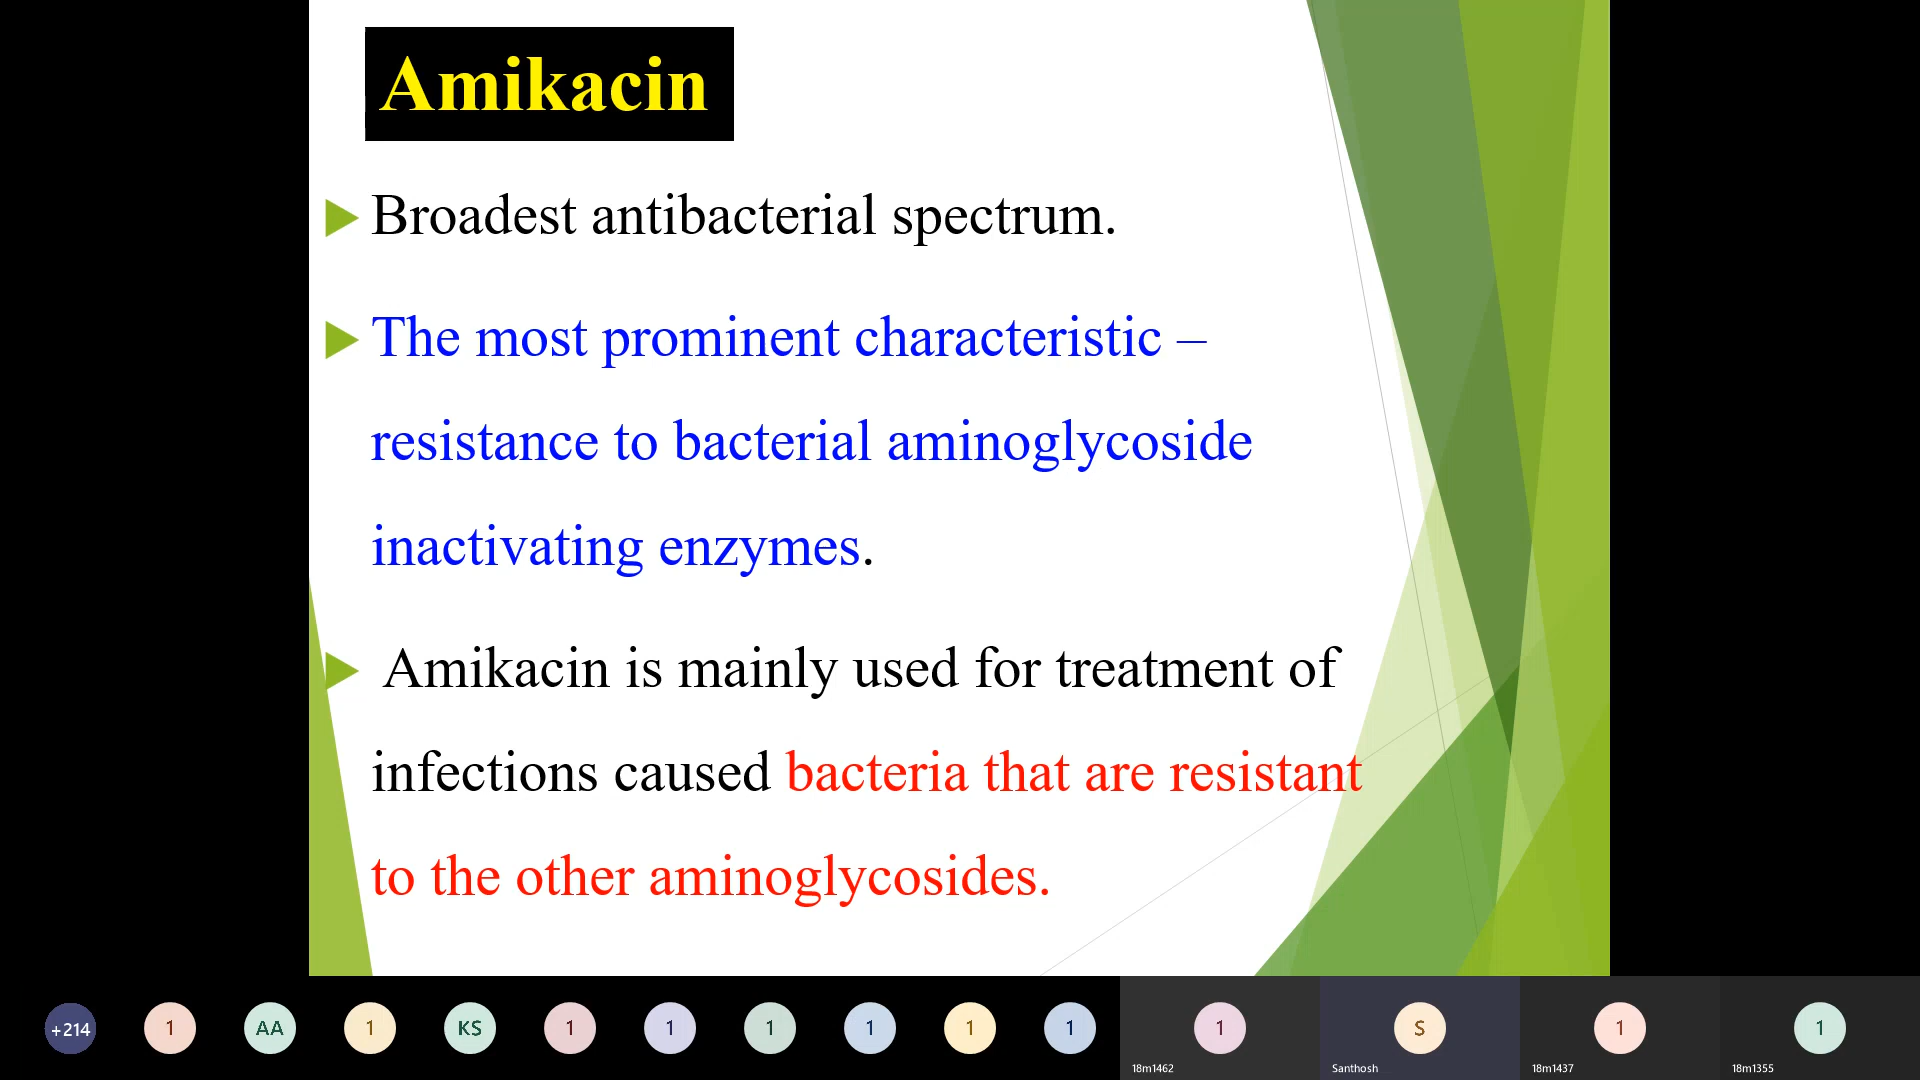 Amikacin
Broadest antibacterial spectrum.
The most prominent characteristic –
resistance to bacterial aminoglycoside
inactivating enzymes.
Amikacin is mainly used for treatment of
infections caused bacteria that are resistant
to the other aminoglycosides.
+214 1 AA 1 KS 1 1 1 1 1 1 1 S 1 1
18m1462 Santhosh 18m1437 18m1355